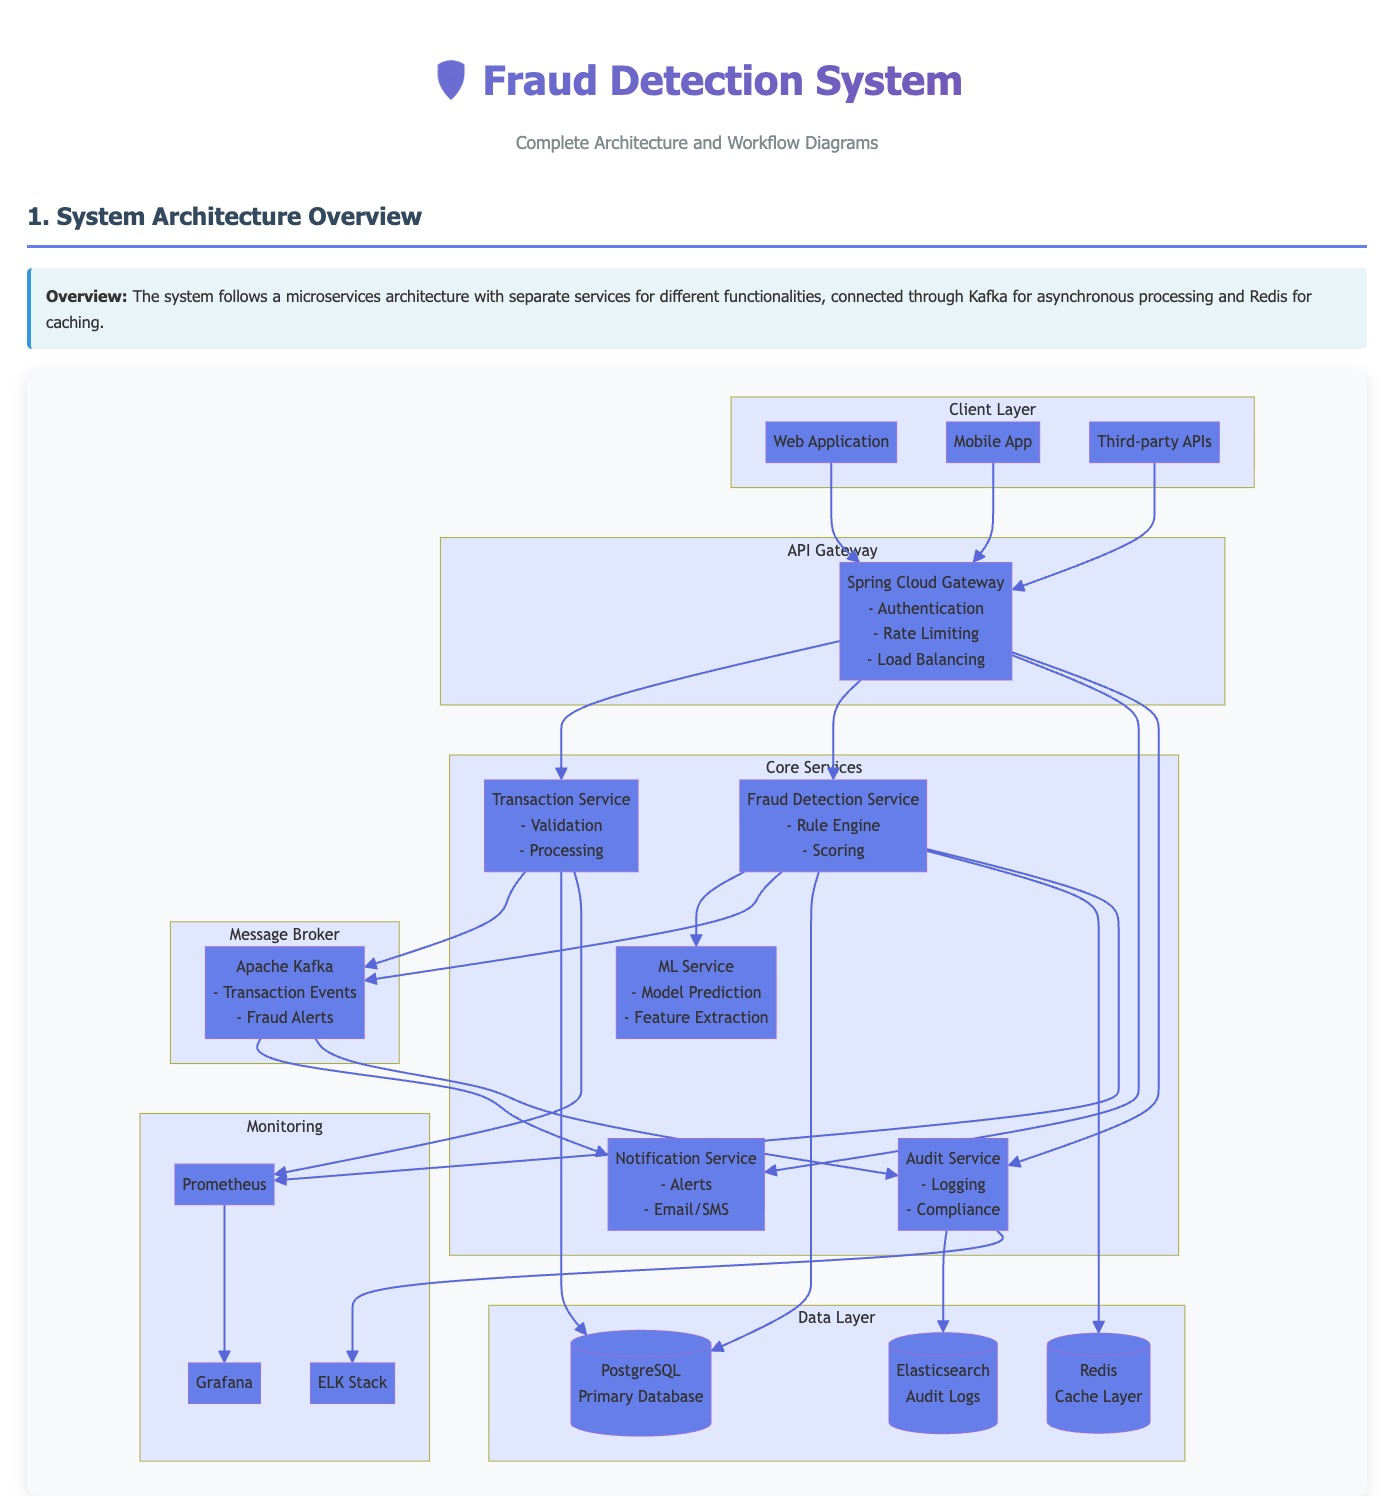 Fraud Detection System
Complete Architecture and Workflow Diagrams
1. System Architecture Overview
Overview: The system follows a microservices architecture with separate services for different functionalities, connected through Kafka for asynchronous processing and Redis for
caching.
Client Layer
Web Application
Mobile App
Third-party APIs
API Gateway
Spring Cloud Gateway
- Authentication
- Rate Limiting
- Load Balancing
Core Services
Transaction Service
- Validation
- Processing
Fraud Detection Service
- Rule Engine
- Scoring
Message Broker
Apache Kafka
- Transaction Events
- Fraud Alerts
ML Service
- Model Prediction
- Feature Extraction
Monitoring
Prometheus
Notification Service
- Alerts
- Email/SMS
Audit Service
- Logging
- Compliance
Grafana
ELK Stack
Data Layer
PostgreSQL
Primary Database
Elasticsearch
Audit Logs
Redis
Cache Layer